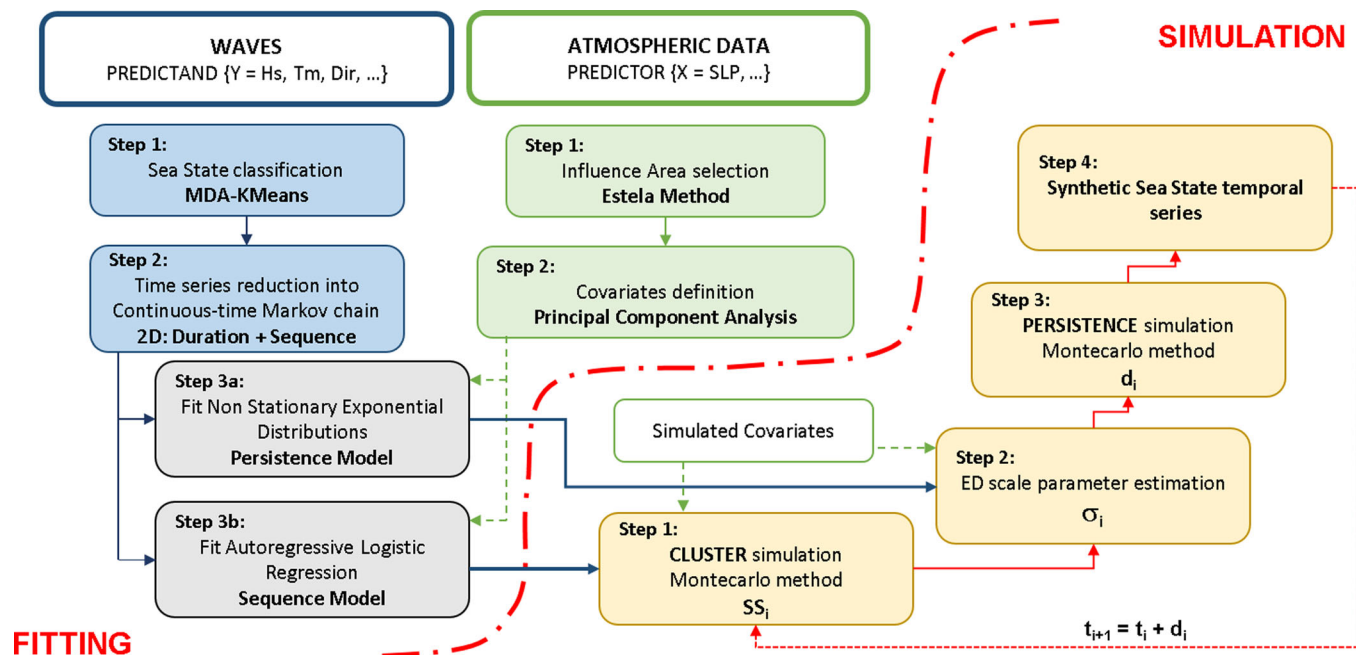 WAVES
PREDICTAND {Y = Hs, Tm, Dir, ...}
ATMOSPHERIC DATA
PREDICTOR {X = SLP, ...}
SIMULATION
Step 1:
Sea State classification
MDA-KMeans
Step 1:
Influence Area selection
Estela Method
Step 4:
Synthetic Sea State temporal
series
Step 2:
Time series reduction into
Continuous-time Markov chain
2D: Duration + Sequence
Step 2:
Covariates definition
Principal Component Analysis
Step 3:
PERSISTENCE simulation
Montecarlo method
dᵢ
Step 3a:
Fit Non Stationary Exponential
Distributions
Persistence Model
Simulated Covariates
Step 2:
ED scale parameter estimation
σᵢ
Step 3b:
Fit Autoregressive Logistic
Regression
Sequence Model
Step 1:
CLUSTER simulation
Montecarlo method
SSᵢ
tᵢ₊₁ = tᵢ + dᵢ
FITTING